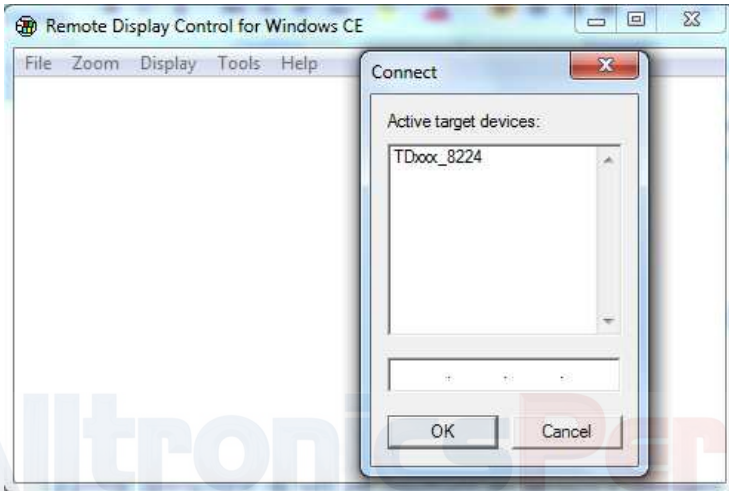 Remote Display Control for Windows CE
File Zoom Display Tools Help
Connect
Active target devices:
TDxxx_8224
. . .
OK Cancel